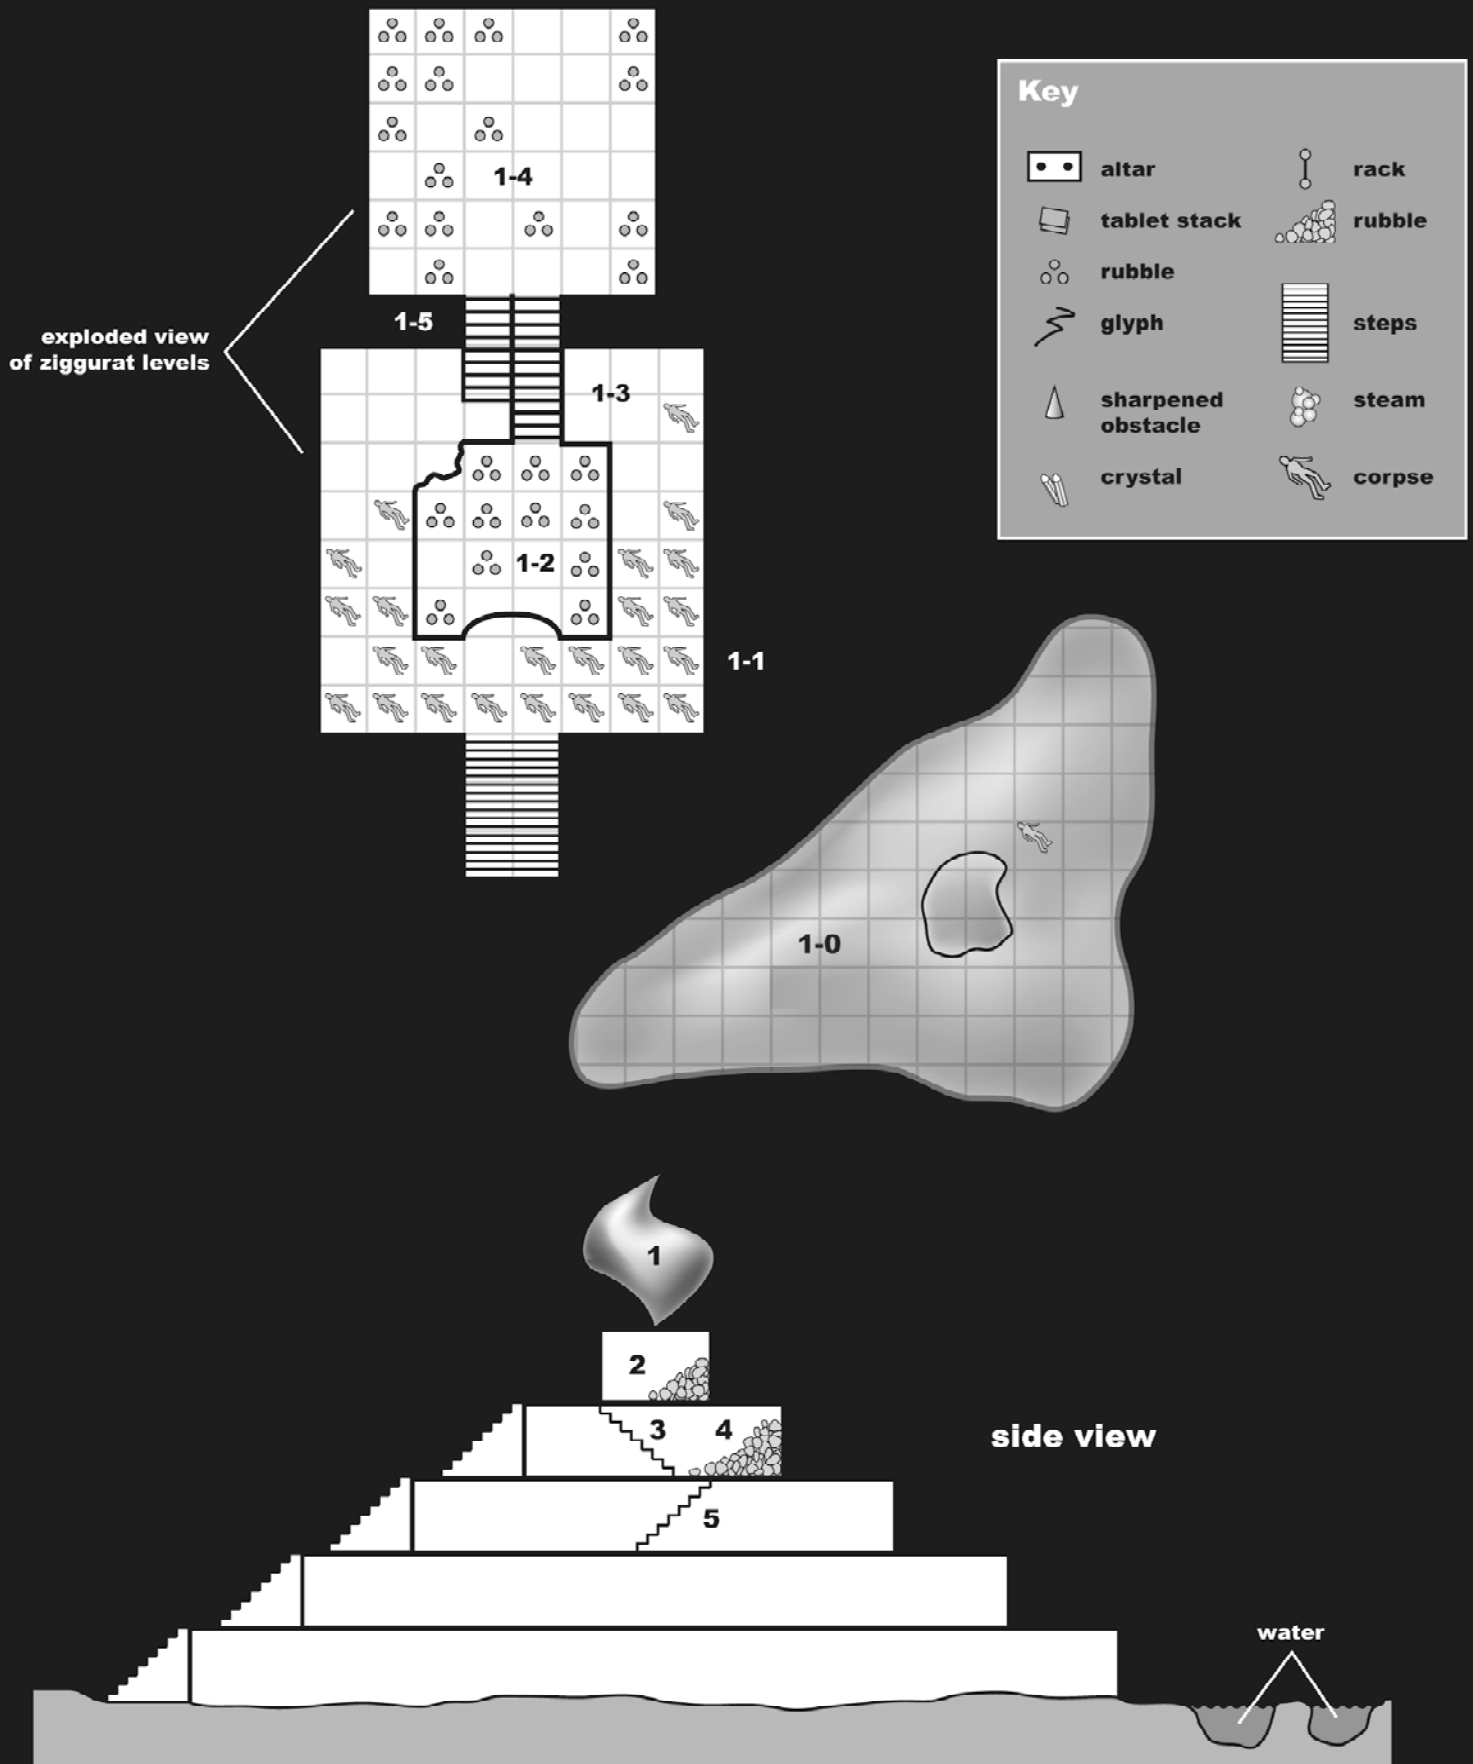 1-4
1-5
exploded view
of ziggurat levels
1-3
1-2
1-1
Key
altar
tablet stack
rubble
glyph
sharpened
obstacle
crystal
rack
rubble
steps
steam
corpse
1-0
1
2
3
4
5
side view
water